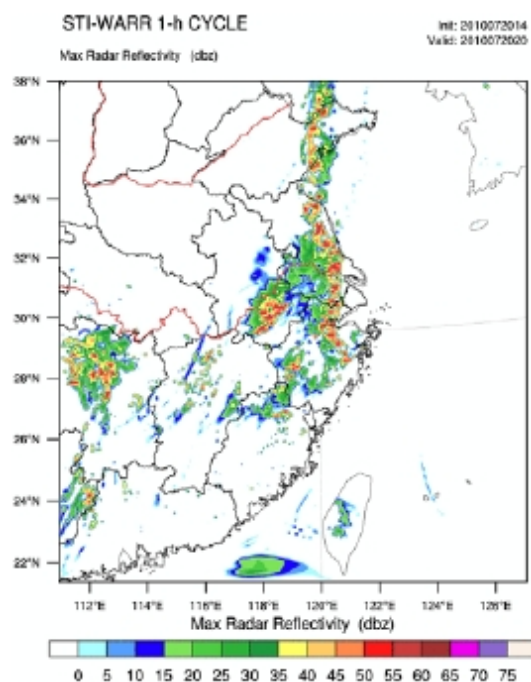 STI-WARR 1-h CYCLE
Init: 2010072014
Valid: 2010072020
Max Radar Reflectivity (dbz)
38°N
36°N
34°N
32°N
30°N
28°N
26°N
24°N
22°N
112°E 114°E 116°E 118°E 120°E 122°E 124°E 126°E
Max Radar Reflectivity (dbz)
0 5 10 15 20 25 30 35 40 45 50 55 60 65 70 75